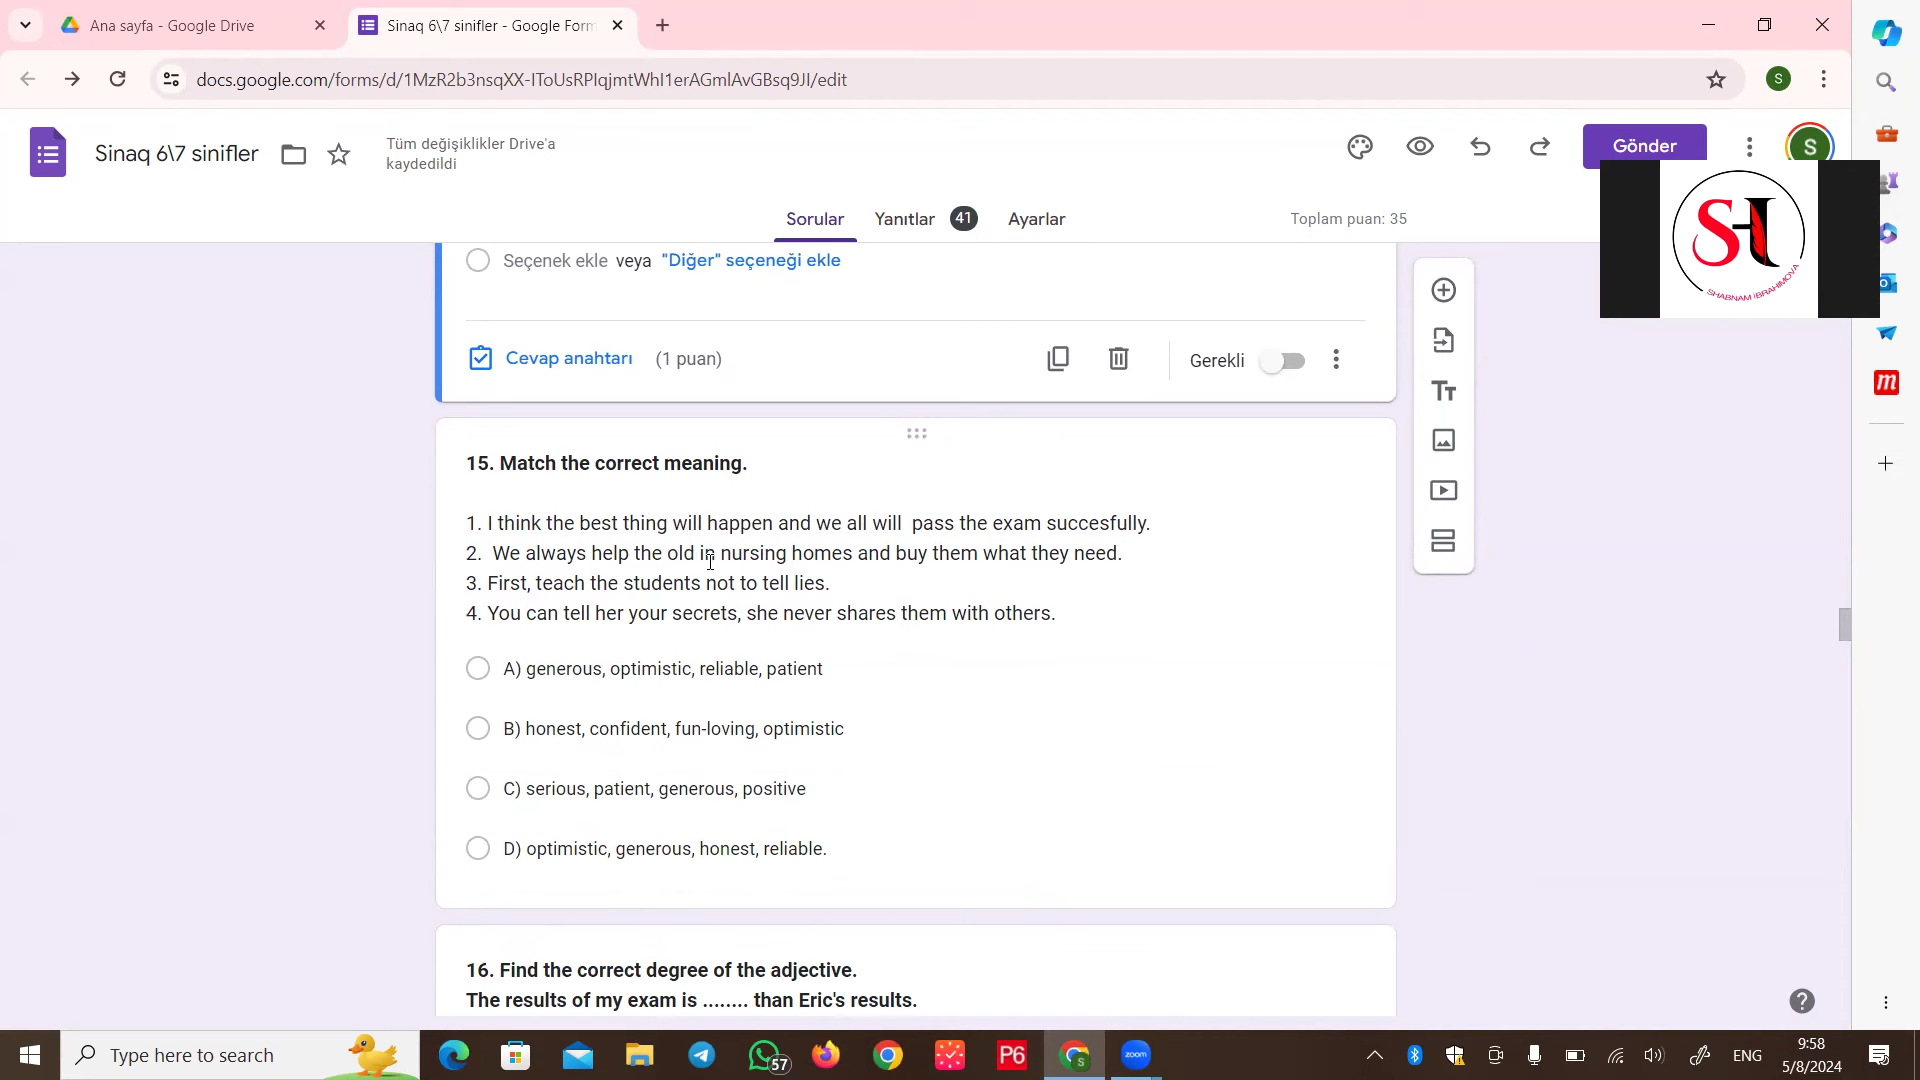 Ana sayfa - Google Drive
Sinaq 6\7 sinifler - Google Form
docs.google.com/forms/d/1MzR2b3nsqXX-IToUsRPIqjmtWhI1erAGmlAvGBsq9JI/edit
S
Sinaq 6\7 sinifler
Tüm değişiklikler Drive'a
kaydedildi
Gönder
S
SH
SHABNAM İBRAHIMOVA
Sorular
Yanıtlar 41
Ayarlar
Toplam puan: 35
Seçenek ekle veya "Diğer" seçeneği ekle
Cevap anahtarı (1 puan)
Gerekli
15. Match the correct meaning.
1. I think the best thing will happen and we all will  pass the exam succesfully.
2.  We always help the old in nursing homes and buy them what they need.
3. First, teach the students not to tell lies.
4. You can tell her your secrets, she never shares them with others.
A) generous, optimistic, reliable, patient
B) honest, confident, fun-loving, optimistic
C) serious, patient, generous, positive
D) optimistic, generous, honest, reliable.
16. Find the correct degree of the adjective.
The results of my exam is ........ than Eric's results.
Type here to search
57
P6
S
zoom
ENG
9:58
5/8/2024